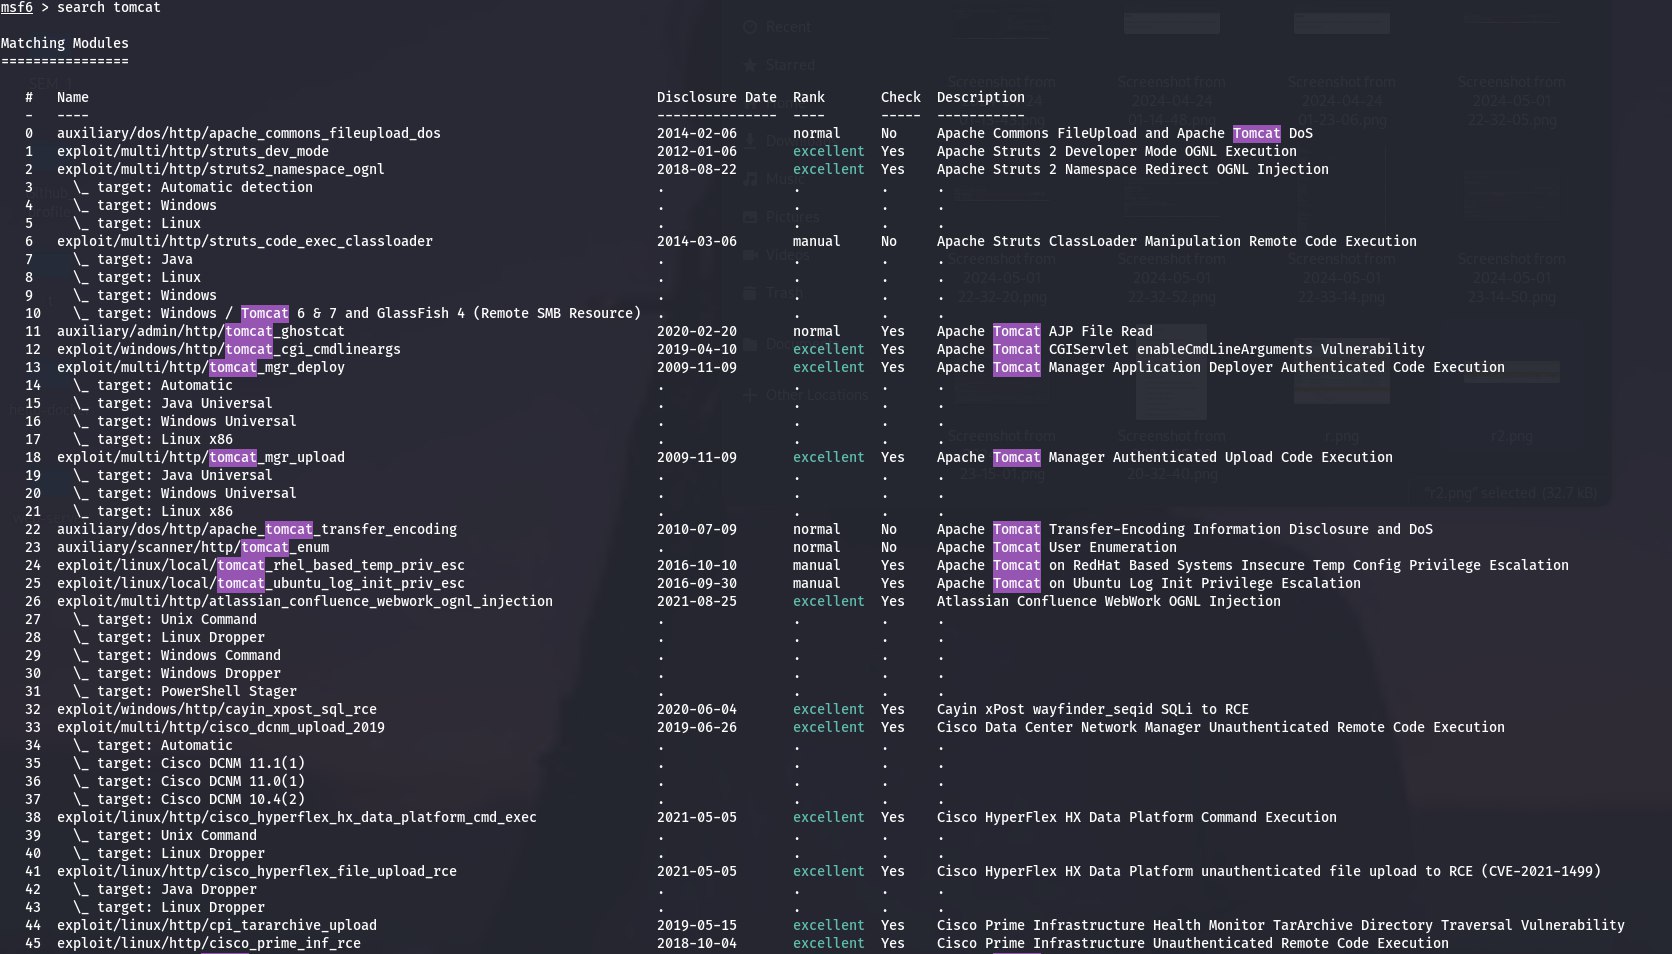 msf6 > search tomcat
Matching Modules
================
# Name Disclosure Date Rank Check Description
- ---- --------------- ---- ----- -----------
0 auxiliary/dos/http/apache_commons_fileupload_dos 2014-02-06 normal No Apache Commons FileUpload and Apache Tomcat DoS
1 exploit/multi/http/struts_dev_mode 2012-01-06 excellent Yes Apache Struts 2 Developer Mode OGNL Execution
2 exploit/multi/http/struts2_namespace_ognl 2018-08-22 excellent Yes Apache Struts 2 Namespace Redirect OGNL Injection
3 \_ target: Automatic detection . . . .
4 \_ target: Windows . . . .
5 \_ target: Linux . . . .
6 exploit/multi/http/struts_code_exec_classloader 2014-03-06 manual No Apache Struts ClassLoader Manipulation Remote Code Execution
7 \_ target: Java . . . .
8 \_ target: Linux . . . .
9 \_ target: Windows . . . .
10 \_ target: Windows / Tomcat 6 & 7 and GlassFish 4 (Remote SMB Resource) . . . .
11 auxiliary/admin/http/tomcat_ghostcat 2020-02-20 normal Yes Apache Tomcat AJP File Read
12 exploit/windows/http/tomcat_cgi_cmdlineargs 2019-04-10 excellent Yes Apache Tomcat CGIServlet enableCmdLineArguments Vulnerability
13 exploit/multi/http/tomcat_mgr_deploy 2009-11-09 excellent Yes Apache Tomcat Manager Application Deployer Authenticated Code Execution
14 \_ target: Automatic . . . .
15 \_ target: Java Universal . . . .
16 \_ target: Windows Universal . . . .
17 \_ target: Linux x86 . . . .
18 exploit/multi/http/tomcat_mgr_upload 2009-11-09 excellent Yes Apache Tomcat Manager Authenticated Upload Code Execution
19 \_ target: Java Universal . . . .
20 \_ target: Windows Universal . . . .
21 \_ target: Linux x86 . . . .
22 auxiliary/dos/http/apache_tomcat_transfer_encoding 2010-07-09 normal No Apache Tomcat Transfer-Encoding Information Disclosure and DoS
23 auxiliary/scanner/http/tomcat_enum . normal No Apache Tomcat User Enumeration
24 exploit/linux/local/tomcat_rhel_based_temp_priv_esc 2016-10-10 manual Yes Apache Tomcat on RedHat Based Systems Insecure Temp Config Privilege Escalation
25 exploit/linux/local/tomcat_ubuntu_log_init_priv_esc 2016-09-30 manual Yes Apache Tomcat on Ubuntu Log Init Privilege Escalation
26 exploit/multi/http/atlassian_confluence_webwork_ognl_injection 2021-08-25 excellent Yes Atlassian Confluence WebWork OGNL Injection
27 \_ target: Unix Command . . . .
28 \_ target: Linux Dropper . . . .
29 \_ target: Windows Command . . . .
30 \_ target: Windows Dropper . . . .
31 \_ target: PowerShell Stager . . . .
32 exploit/windows/http/cayin_xpost_sql_rce 2020-06-04 excellent Yes Cayin xPost wayfinder_seqid SQLi to RCE
33 exploit/multi/http/cisco_dcnm_upload_2019 2019-06-26 excellent Yes Cisco Data Center Network Manager Unauthenticated Remote Code Execution
34 \_ target: Automatic . . . .
35 \_ target: Cisco DCNM 11.1(1) . . . .
36 \_ target: Cisco DCNM 11.0(1) . . . .
37 \_ target: Cisco DCNM 10.4(2) . . . .
38 exploit/linux/http/cisco_hyperflex_hx_data_platform_cmd_exec 2021-05-05 excellent Yes Cisco HyperFlex HX Data Platform Command Execution
39 \_ target: Unix Command . . . .
40 \_ target: Linux Dropper . . . .
41 exploit/linux/http/cisco_hyperflex_file_upload_rce 2021-05-05 excellent Yes Cisco HyperFlex HX Data Platform unauthenticated file upload to RCE (CVE-2021-1499)
42 \_ target: Java Dropper . . . .
43 \_ target: Linux Dropper . . . .
44 exploit/linux/http/cpi_tararchive_upload 2019-05-15 excellent Yes Cisco Prime Infrastructure Health Monitor TarArchive Directory Traversal Vulnerability
45 exploit/linux/http/cisco_prime_inf_rce 2018-10-04 excellent Yes Cisco Prime Infrastructure Unauthenticated Remote Code Execution